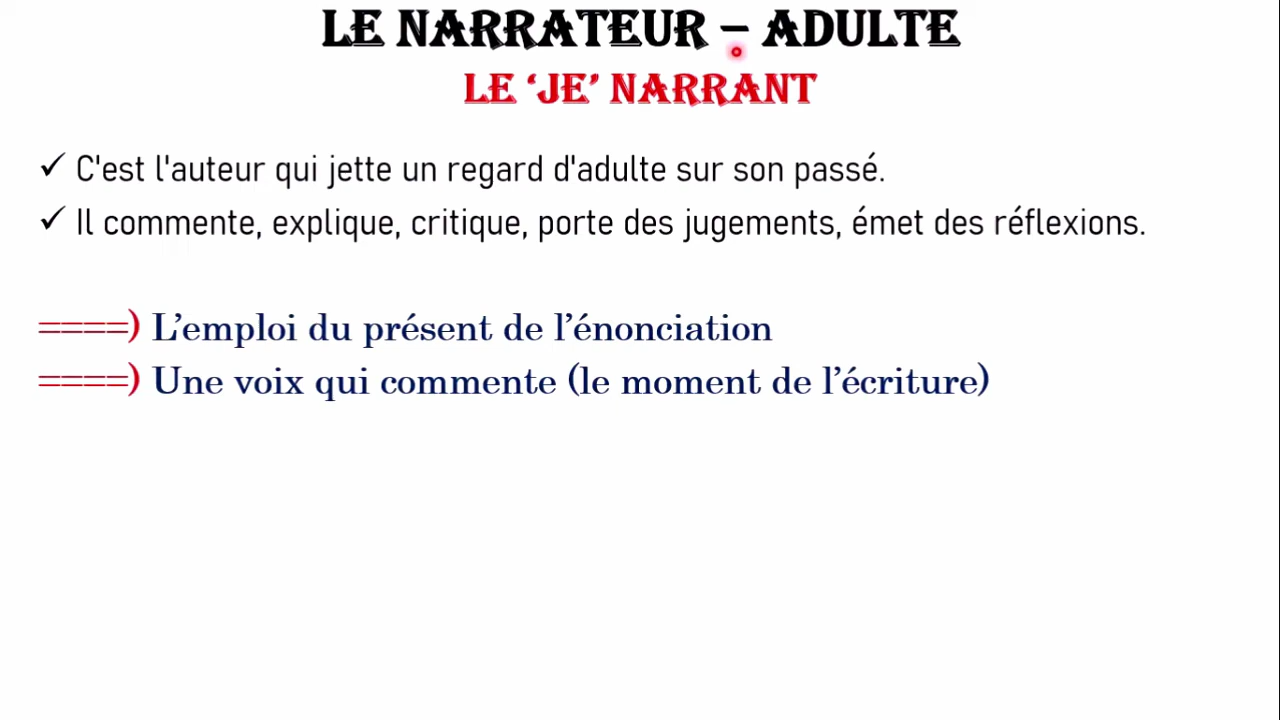 LE NARRATEUR – ADULTE
LE ‘JE’ NARRANT
✓ C'est l'auteur qui jette un regard d'adulte sur son passé.
✓ Il commente, explique, critique, porte des jugements, émet des réflexions.
====) L’emploi du présent de l’énonciation
====) Une voix qui commente (le moment de l’écriture)